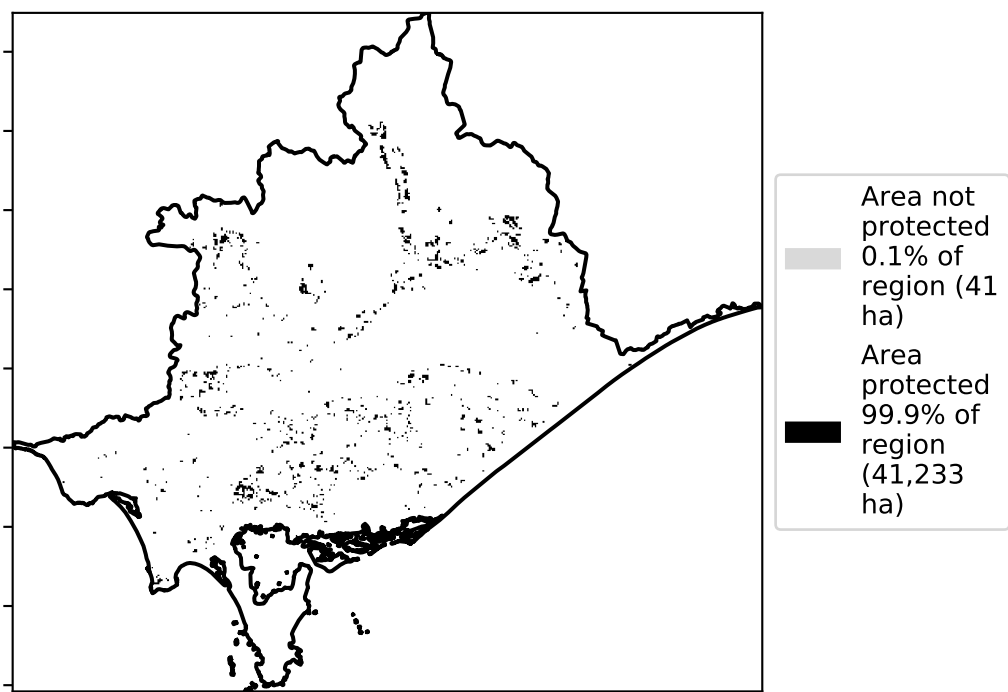 Area not
protected
0.1% of
region (41
ha)
Area
protected
99.9% of
region
(41,233
ha)